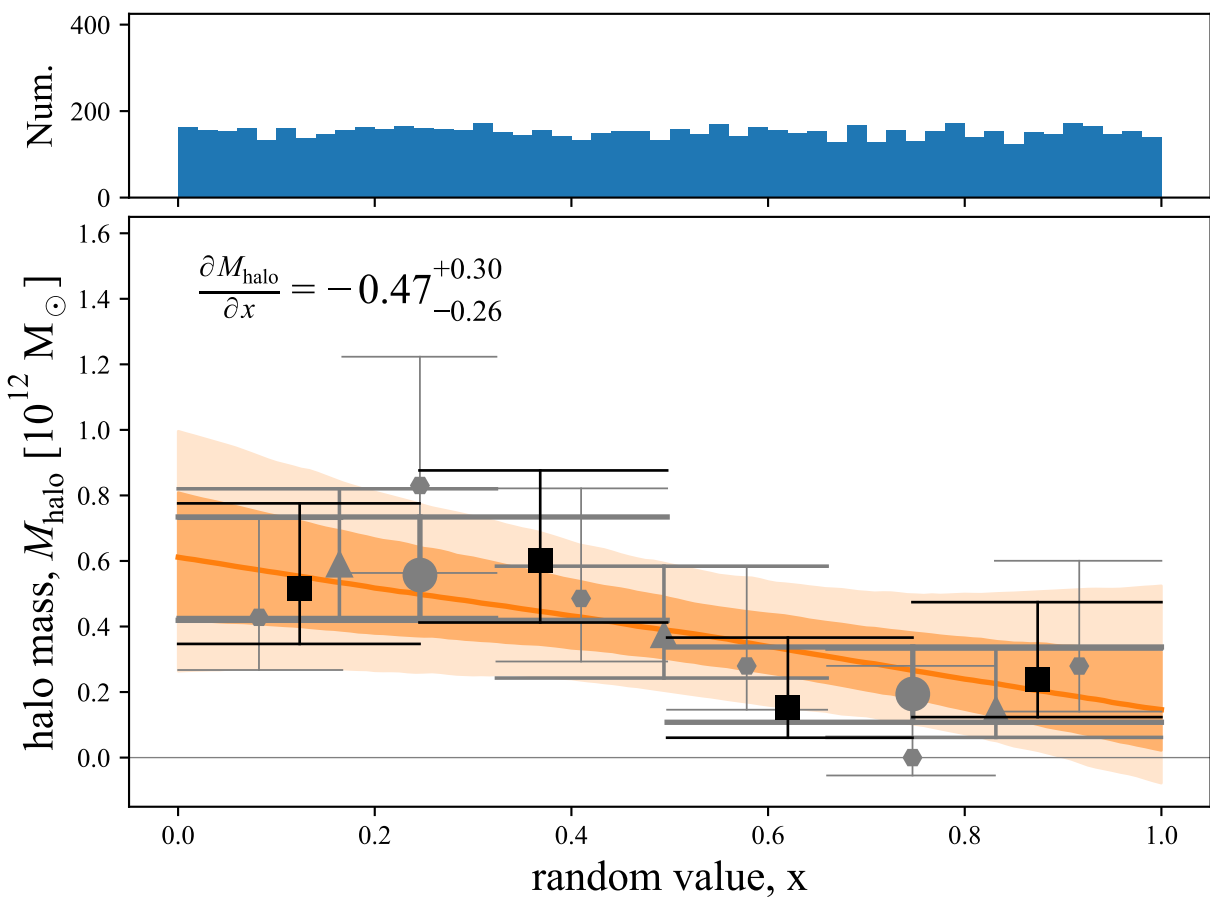 400
200
0
Num.
∂M_halo/∂x = −0.47 +0.30 −0.26
1.6
1.4
1.2
1.0
0.8
0.6
0.4
0.2
0.0
halo mass, M_halo [10^12 M_⊙]
0.0 0.2 0.4 0.6 0.8 1.0
random value, x